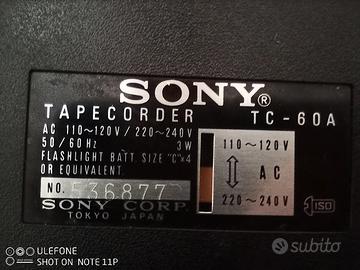 SONY®
TAPECORDER TC-60A
AC 110~120V / 220~240V
50/60Hz 3W
FLASHLIGHT BATT SIZE "C"×4
OR EQUIVALENT.
NO. 536877
SONY CORP.
TOKYO JAPAN
110~120V
AC
220~240V
ISO
ULEFONE
SHOT ON NOTE 11P
subito